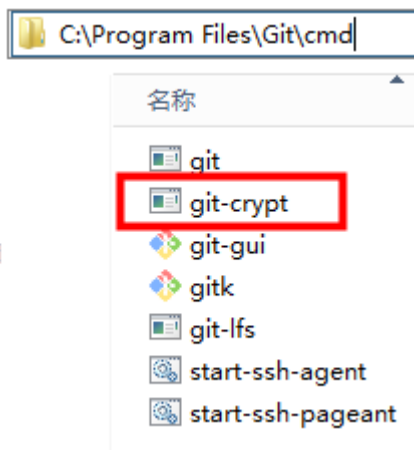 C:\Program Files\Git\cmd
名称
git
git-crypt
git-gui
gitk
git-lfs
start-ssh-agent
start-ssh-pageant